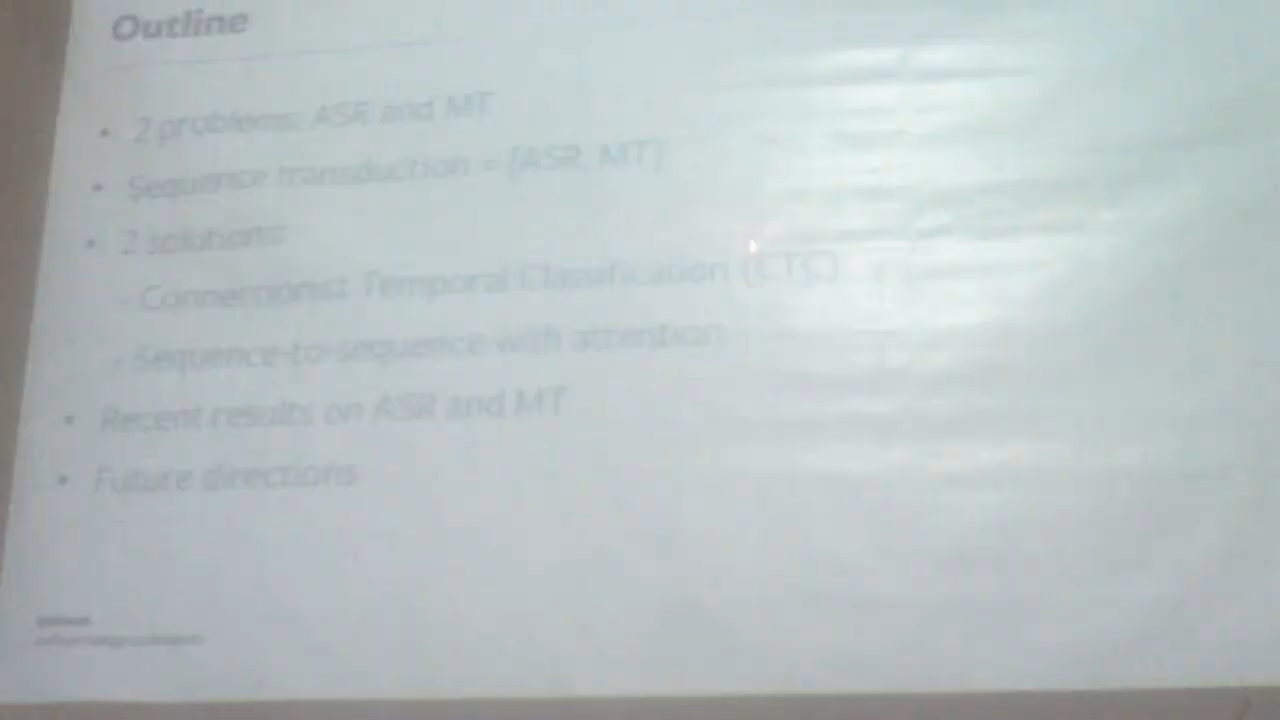 Outline
• 2 problems: ASR and MT
• Sequence transduction = {ASR, MT}
• 2 solutions
- Connectionist Temporal Classification (CTC)
- Sequence-to-sequence with attention
• Recent results on ASR and MT
• Future directions